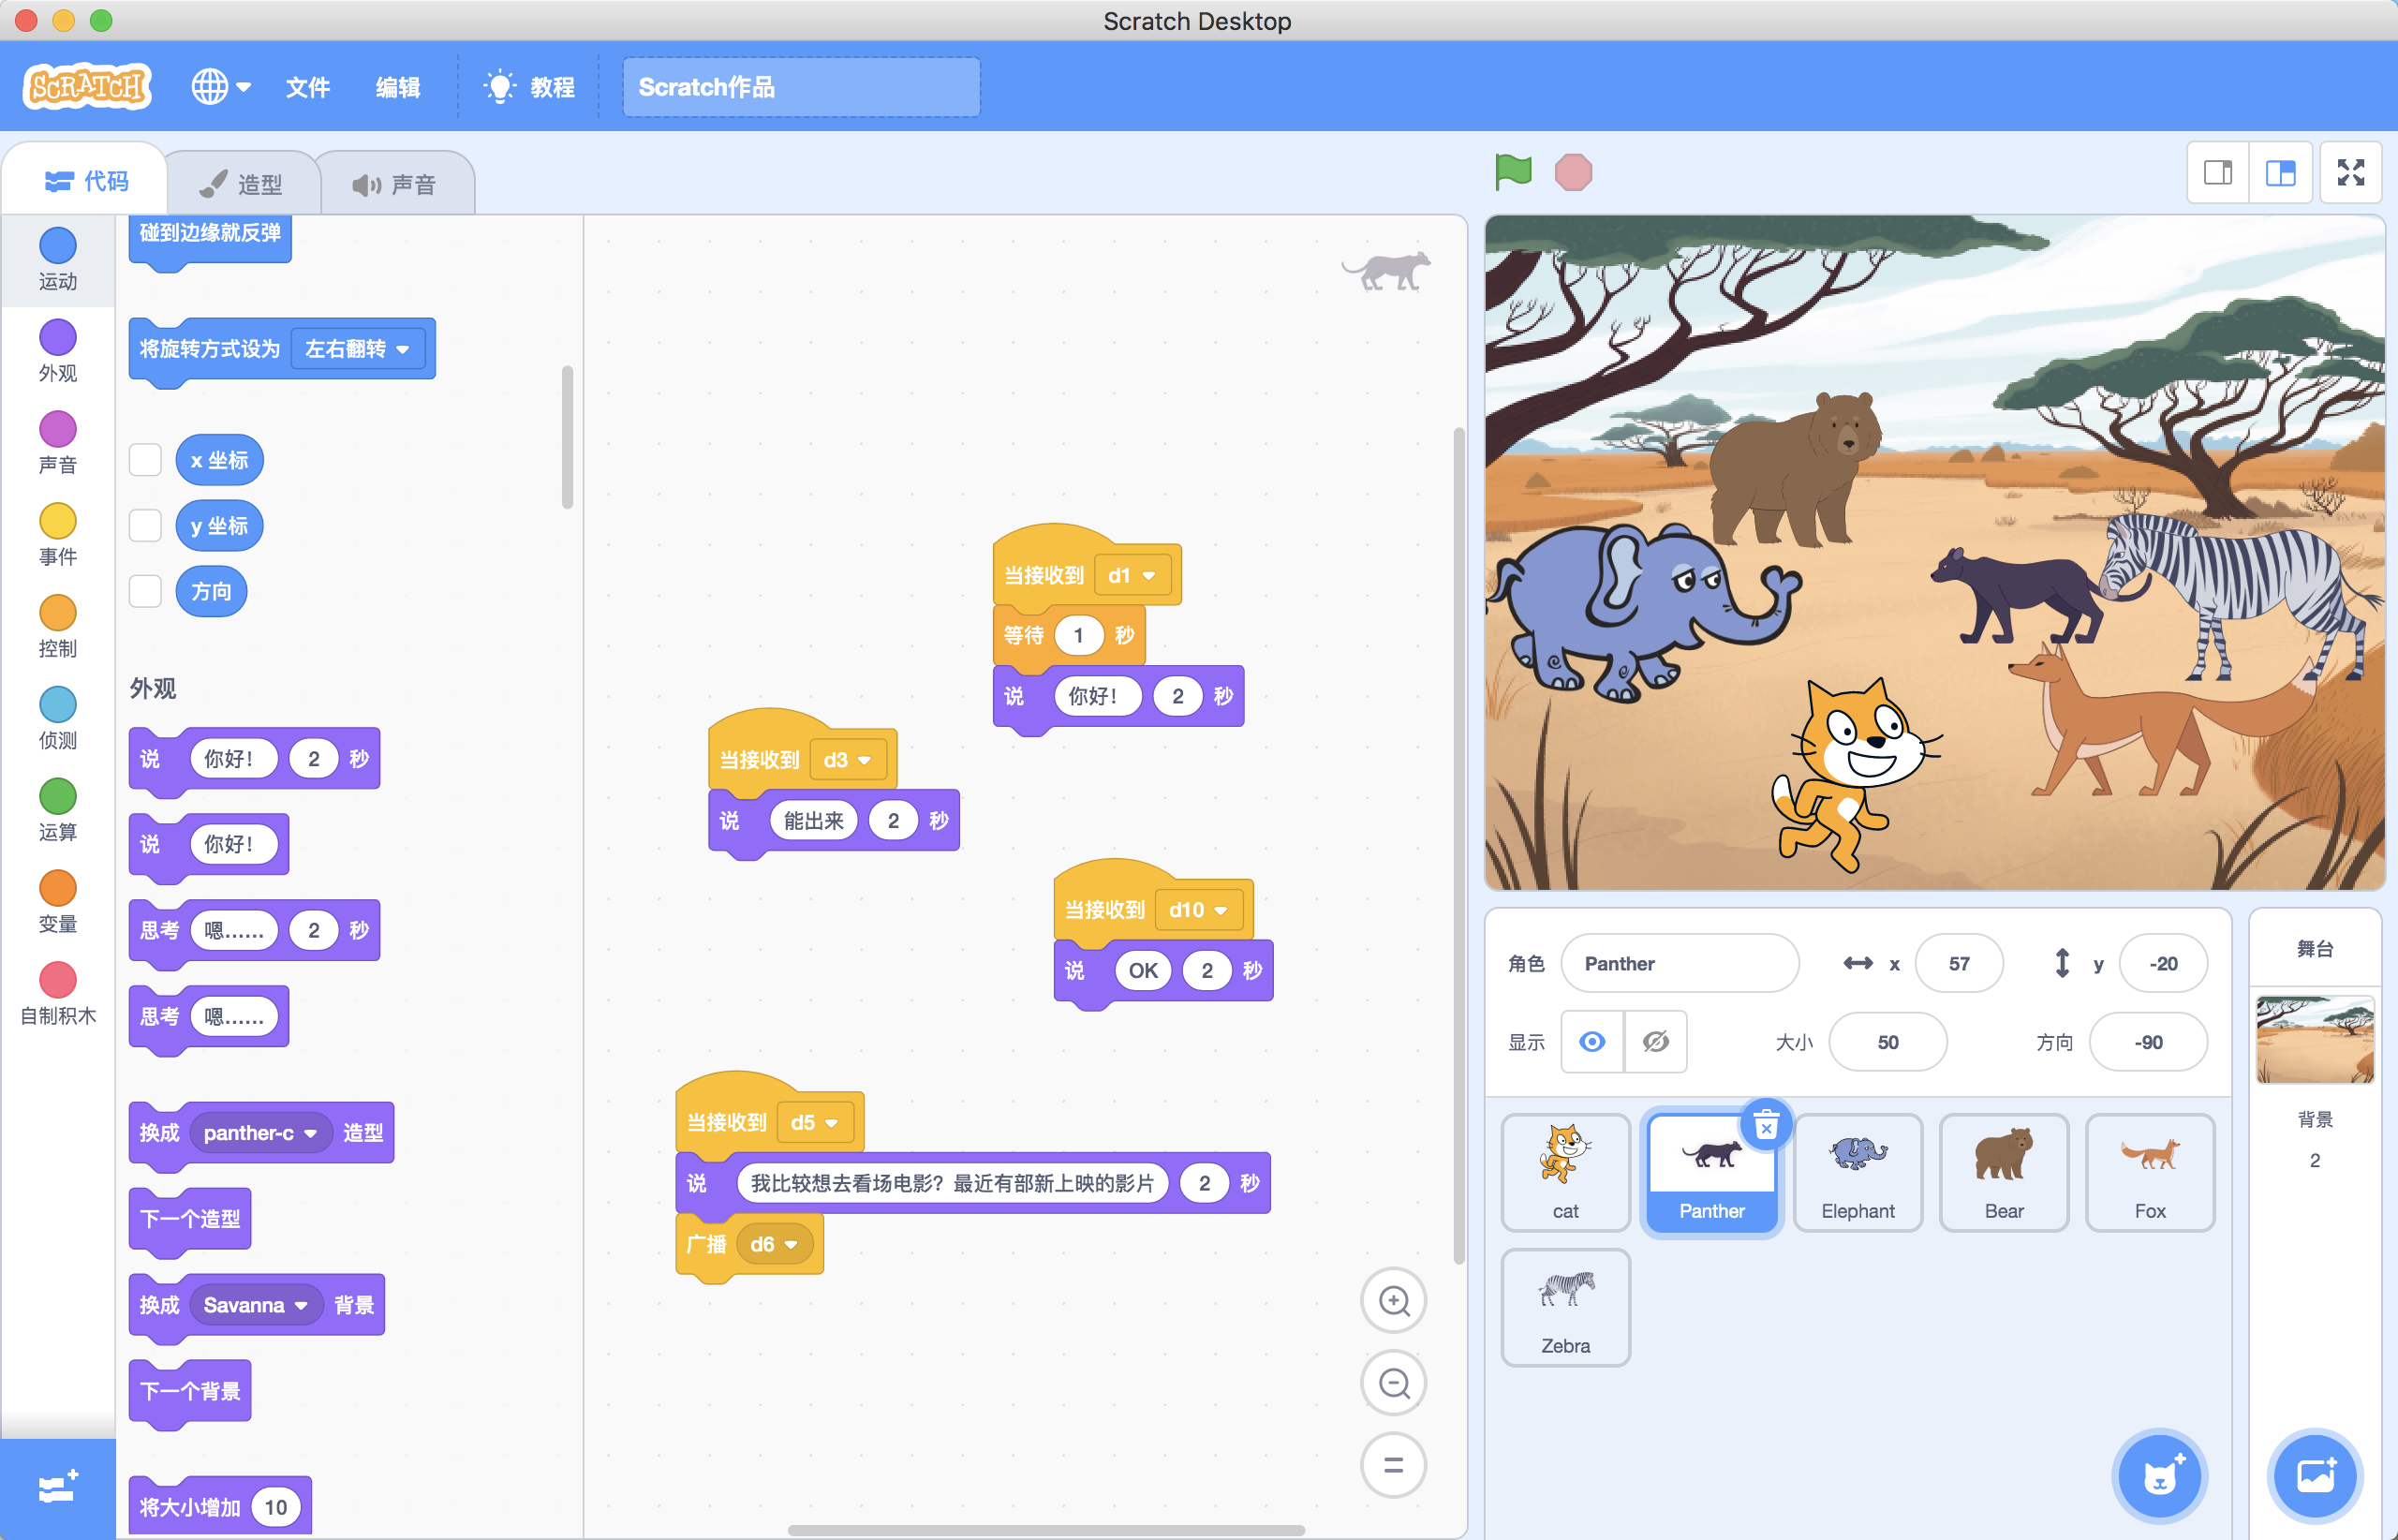 Scratch Desktop
SCRATCH
文件
编辑
教程
Scratch作品
代码
造型
声音
运动
外观
声音
事件
控制
侦测
运算
变量
自制积木
碰到边缘就反弹
将旋转方式设为 左右翻转
x 坐标
y 坐标
方向
外观
说 你好! 2 秒
说 你好!
思考 嗯…… 2 秒
思考 嗯……
换成 panther-c 造型
下一个造型
换成 Savanna 背景
下一个背景
将大小增加 10
当接收到 d1
等待 1 秒
说 你好! 2 秒
当接收到 d3
说 能出来 2 秒
当接收到 d10
说 OK 2 秒
当接收到 d5
说 我比较想去看场电影？最近有部新上映的影片 2 秒
广播 d6
角色 Panther x 57 y -20
显示 大小 50 方向 -90
cat
Panther
Elephant
Bear
Fox
Zebra
舞台
背景
2